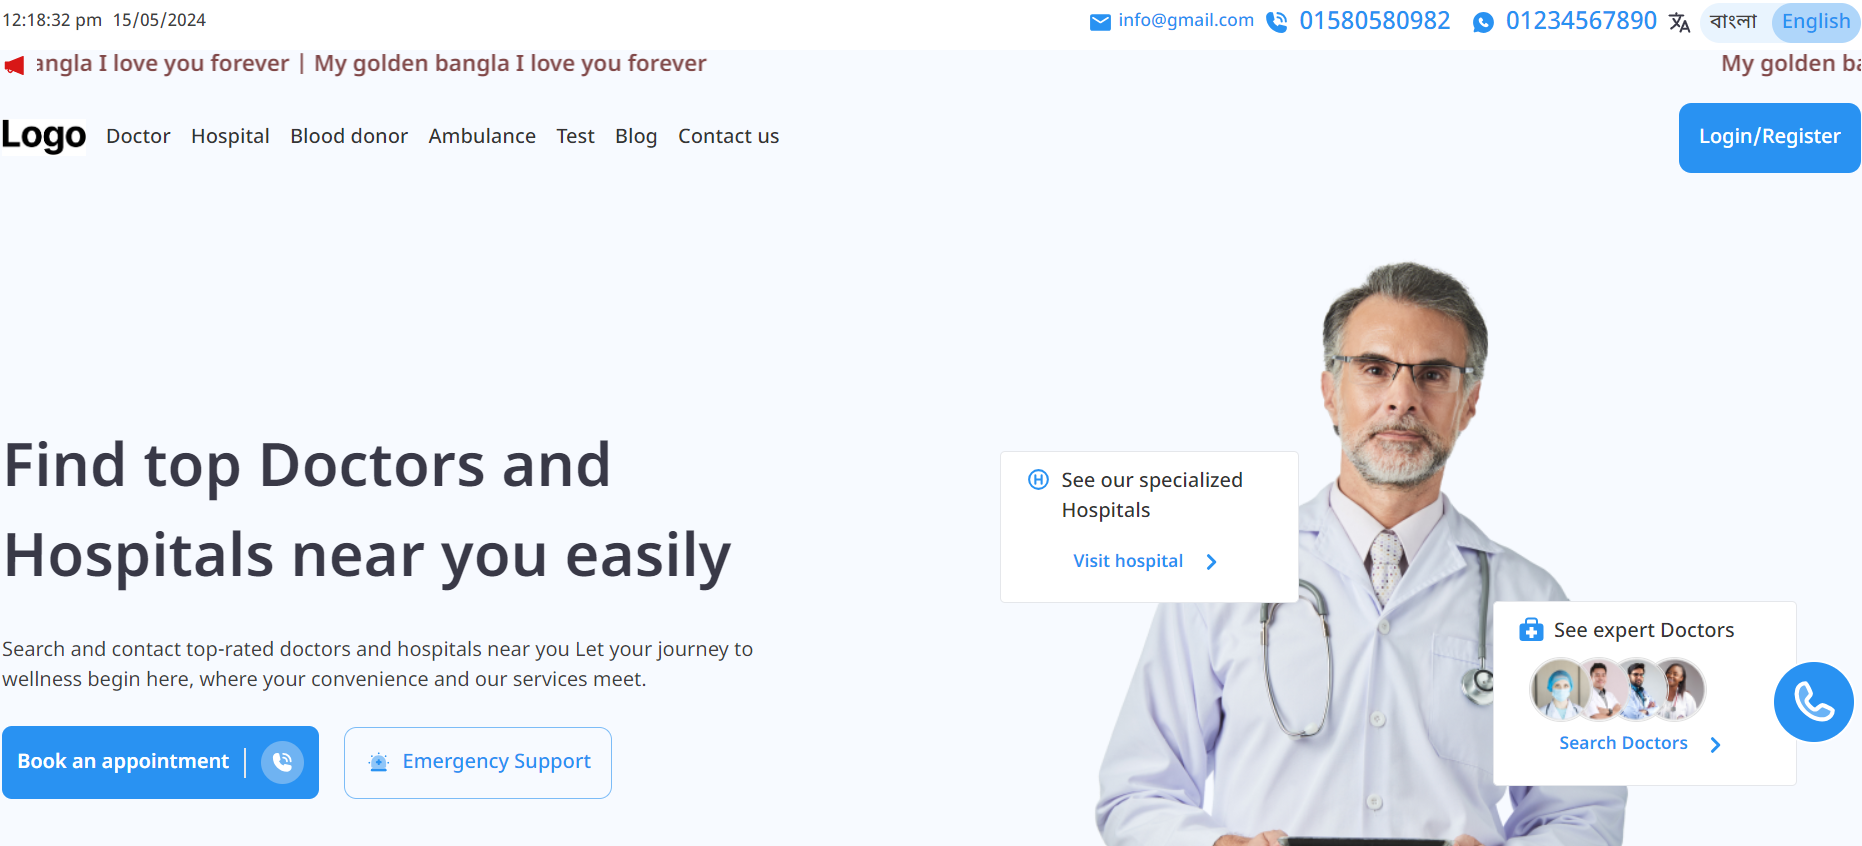 12:18:32 pm 15/05/2024
info@gmail.com 01580580982 01234567890 বাংলা English
angla I love you forever | My golden bangla I love you forever
My golden ba
Logo Doctor Hospital Blood donor Ambulance Test Blog Contact us Login/Register
Find top Doctors and
Hospitals near you easily
Search and contact top-rated doctors and hospitals near you Let your journey to
wellness begin here, where your convenience and our services meet.
Book an appointment
Emergency Support
See our specialized
Hospitals
Visit hospital
See expert Doctors
Search Doctors